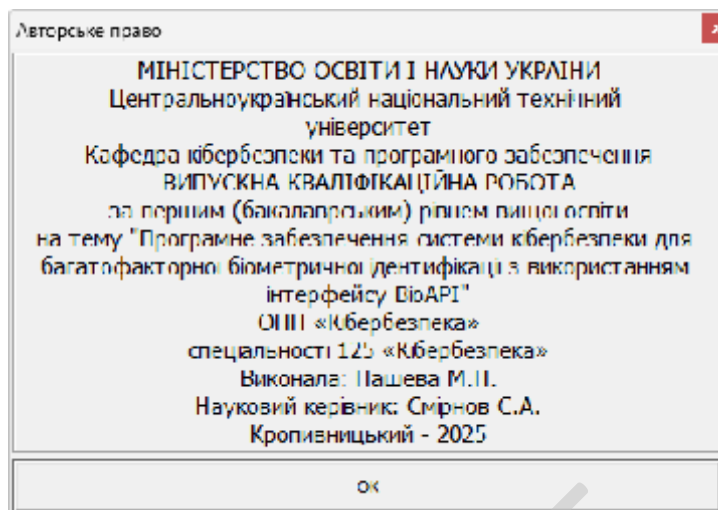 Авторське право
МІНІСТЕРСТВО ОСВІТИ І НАУКИ УКРАЇНИ
Центральноукраїнський національний технічний
університет
Кафедра кібербезпеки та програмного забезпечення
ВИПУСКНА КВАЛІФІКАЦІЙНА РОБОТА
за першим (бакалаврським) рівнем вищої освіти
на тему "Програмне забезпечення системи кібербезпеки для
багатофакторної біометричної ідентифікації з використанням
інтерфейсу BioAPI"
ОПП «Кібербезпека»
спеціальності 125 «Кібербезпека»
Виконала: Пашева М.П.
Науковий керівник: Смірнов С.А.
Кропивницький - 2025
ОК